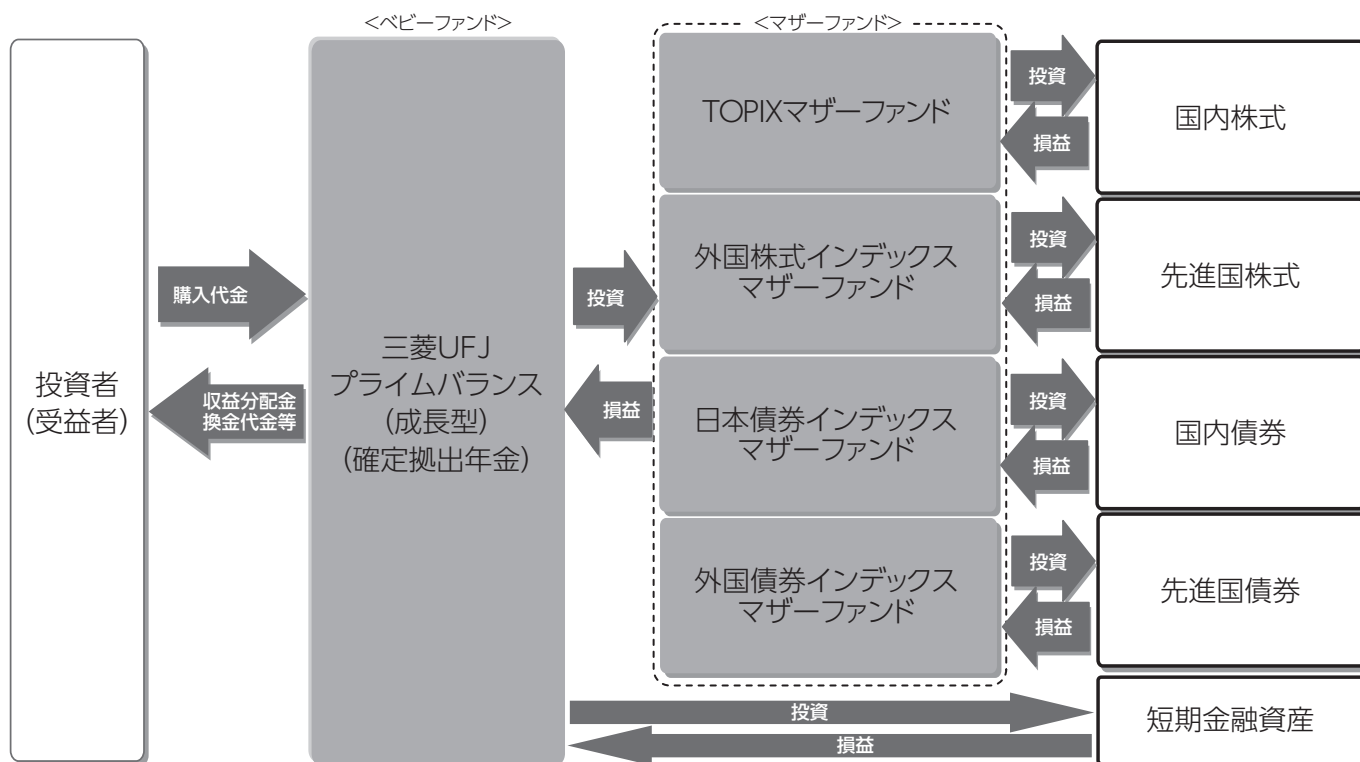 <ベビーファンド>
<マザーファンド>
投資者
(受益者)
購入代金
収益分配金
換金代金等
三菱UFJ
プライムバランス
(成長型)
(確定拠出年金)
投資
損益
TOPIXマザーファンド
投資
損益
国内株式
外国株式インデックス
マザーファンド
投資
損益
先進国株式
日本債券インデックス
マザーファンド
投資
損益
国内債券
外国債券インデックス
マザーファンド
投資
損益
先進国債券
投資
損益
短期金融資産